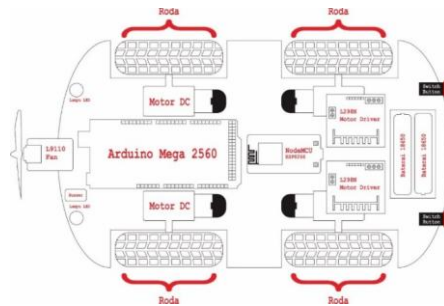 Roda
Roda
Switch
Button
Lampu LED
Motor DC
L298N
Motor Driver
L9110
Fan
Arduino Mega 2560
NodeMCU
ESP8266
Baterai 18650
Baterai 18650
L298N
Motor Driver
Buzzer
Motor DC
Lampu LED
Switch
Button
Roda
Roda